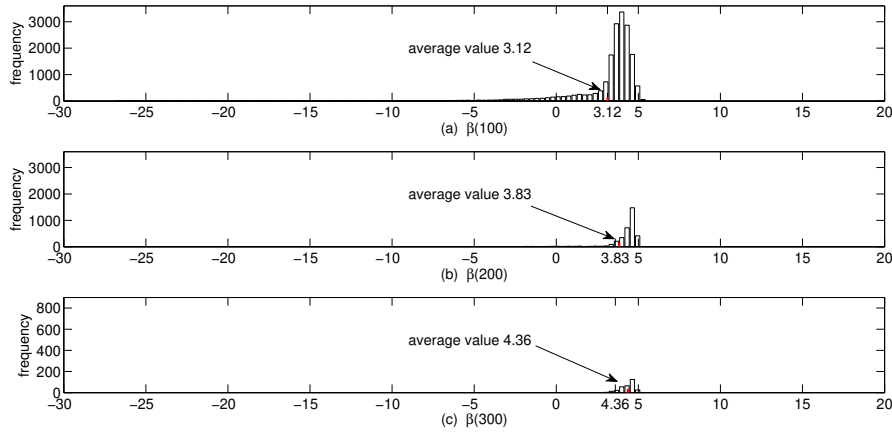 3000
2000
1000
0
frequency
average value 3.12
−30 −25 −20 −15 −10 −5 0 3.12 5 10 15 20
(a) β(100)
3000
2000
1000
0
frequency
average value 3.83
−30 −25 −20 −15 −10 −5 0 3.83 5 10 15 20
(b) β(200)
800
600
400
200
0
frequency
average value 4.36
−30 −25 −20 −15 −10 −5 0 4.36 5 10 15 20
(c) β(300)